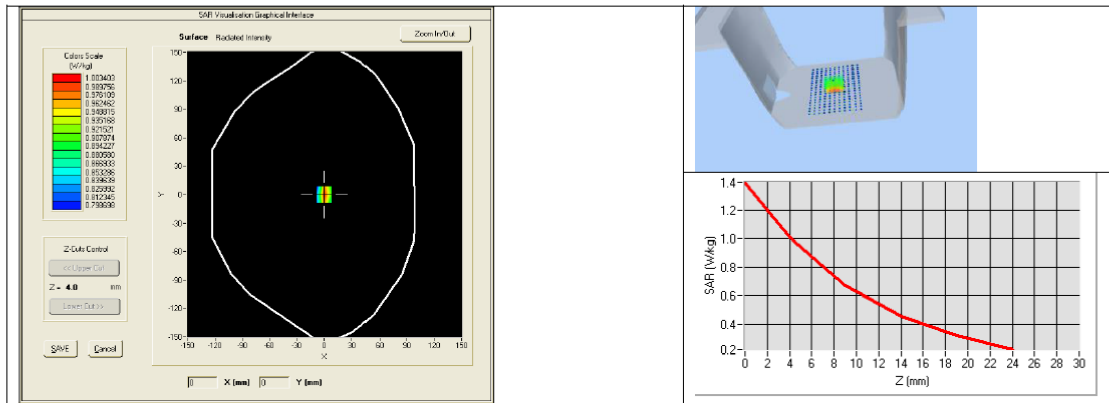 SAR Visualisation Graphical Interface
Surface Radiated Intensity
Zoom In/Out
Colors Scale
(W/kg)
1.003403
0.989756
0.976109
0.962462
0.948815
0.935168
0.921521
0.907874
0.894227
0.880580
0.866933
0.853286
0.839639
0.825992
0.812345
0.798698
Z-Cuts Control
<< Upper Cut
Z = 4.0 mm
Lower Cut >>
SAVE Cancel
150-
120-
90-
60-
30-
Y 0-
-30-
-60-
-90-
-120-
-150-
-150 -120 -90 -60 -30 0 30 60 90 120 150
X
0 X (mm) 0 Y (mm)
1.4
1.2
1.0
0.8
0.6
0.4
0.2
SAR (W/kg)
0 2 4 6 8 10 12 14 16 18 20 22 24 26 28 30
Z (mm)